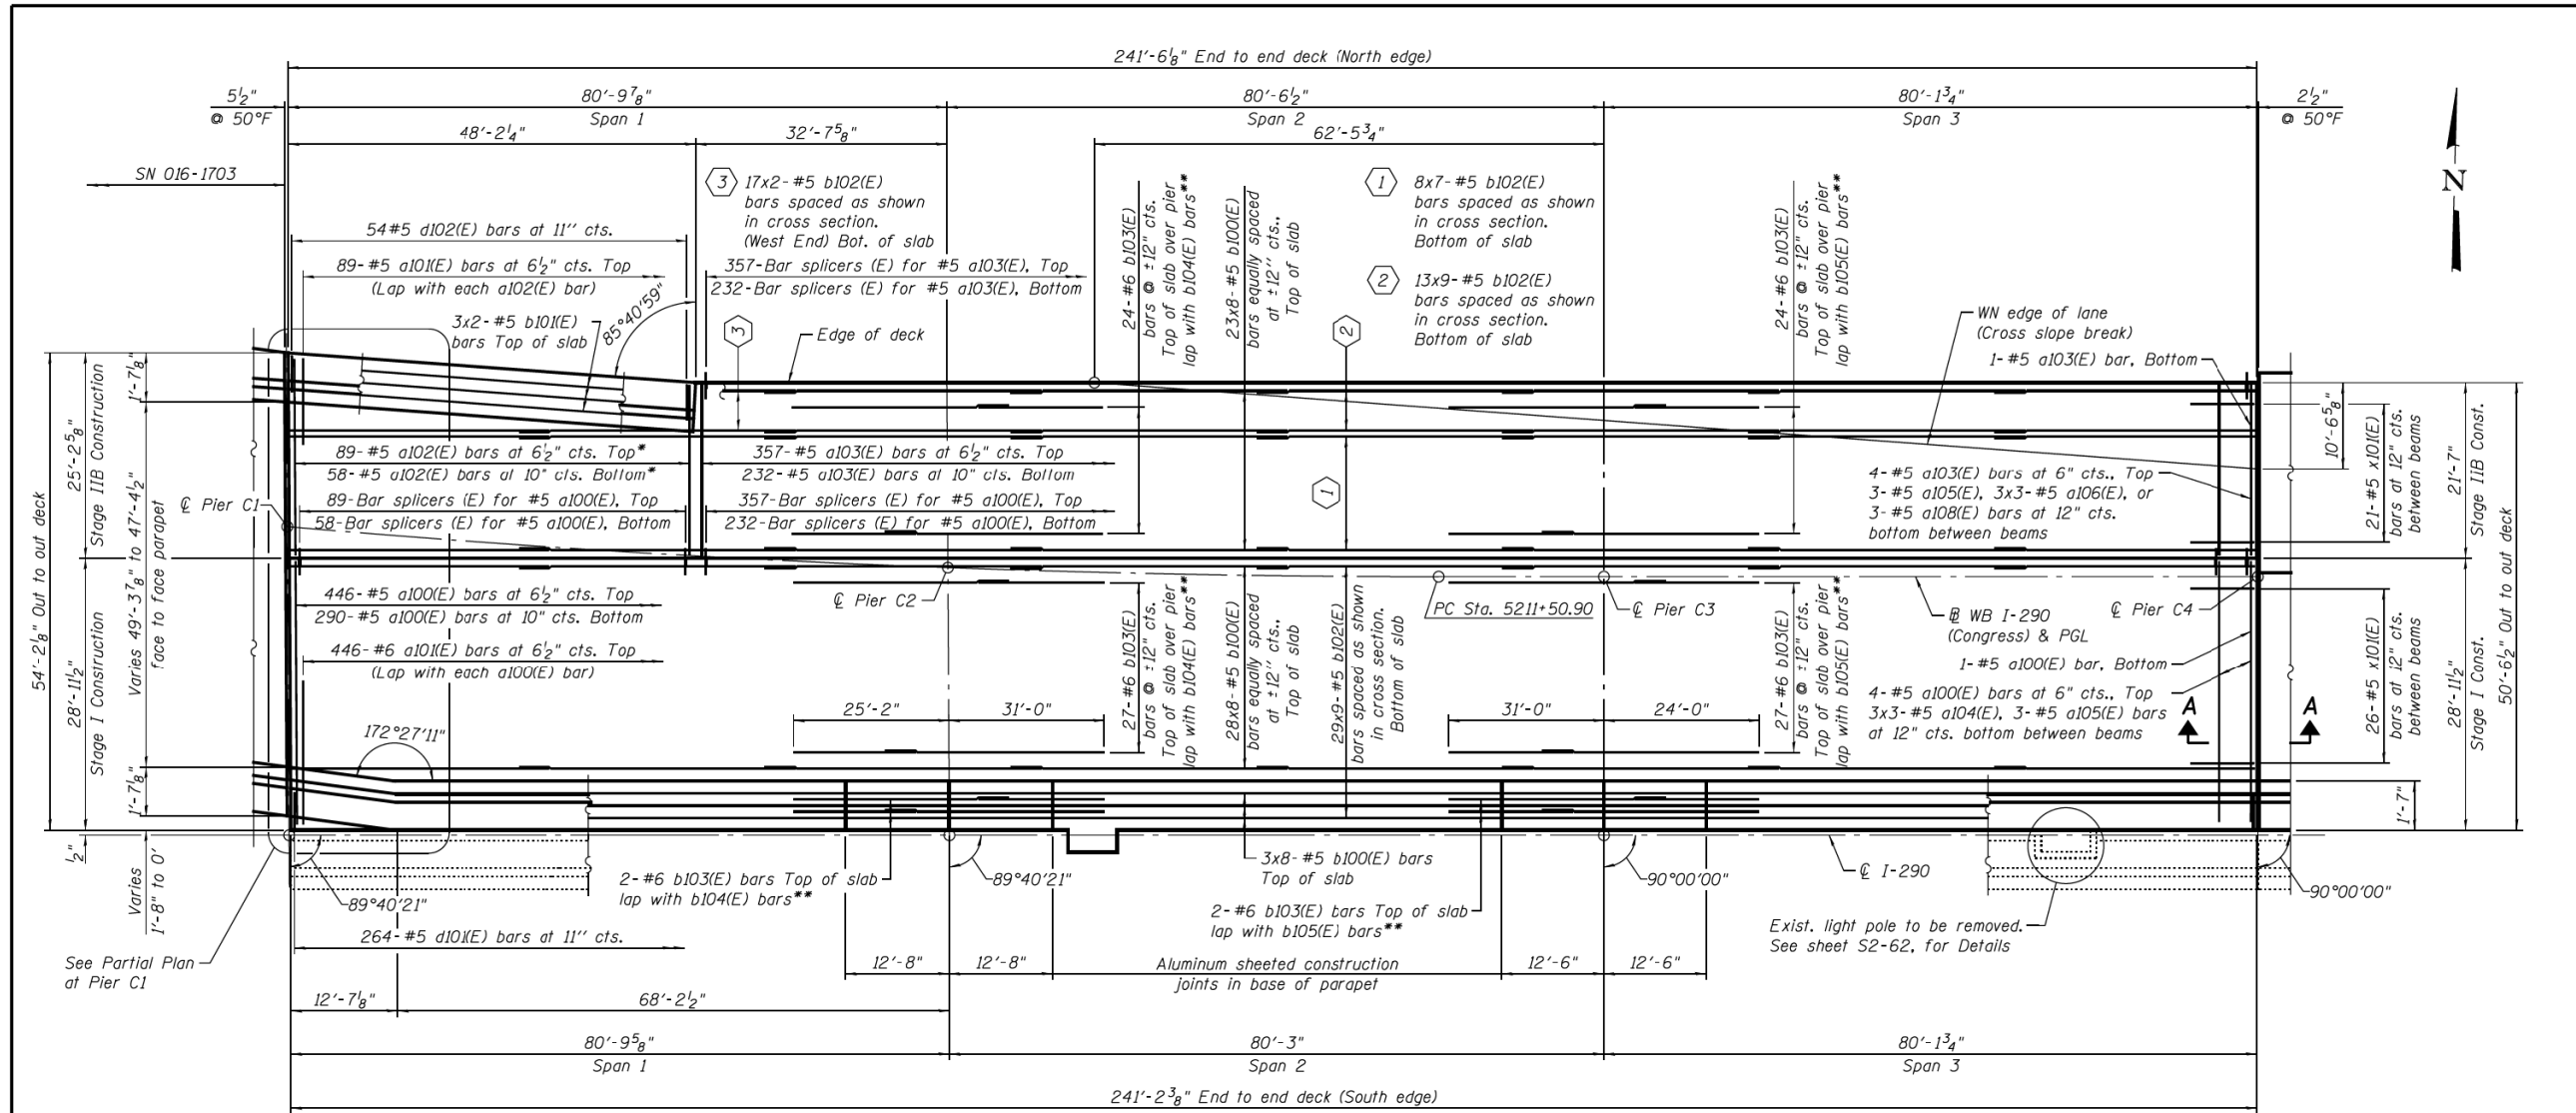 241'-6⅛" End to end deck (North edge)
5½"
@ 50°F
80'-9⅞"
Span 1
80'-6½"
Span 2
80'-1¾"
Span 3
2½"
@ 50°F
48'-2¼"
32'-7⅝"
62'-5¾"
SN 016-1703
N
3
17x2-#5 b102(E)
bars spaced as shown
in cross section.
(West End) Bot. of slab
1
8x7-#5 b102(E)
bars spaced as shown
in cross section.
Bottom of slab
2
13x9-#5 b102(E)
bars spaced as shown
in cross section.
Bottom of slab
54#5 d102(E) bars at 11" cts.
89-#5 a101(E) bars at 6½" cts. Top
(Lap with each a102(E) bar)
3x2-#5 b101(E)
bars Top of slab
85°40'59"
357-Bar splicers (E) for #5 a103(E), Top
232-Bar splicers (E) for #5 a103(E), Bottom
3
Edge of deck
24-#6 b103(E)
bars @ ±12" cts.
Top of slab over pier
lap with b104(E) bars**
23x8-#5 b100(E)
bars equally spaced
at ±12" cts.,
Top of slab
2
24-#6 b103(E)
bars @ ±12" cts.
Top of slab over pier
lap with b105(E) bars**
WN edge of lane
(Cross slope break)
1-#5 a103(E) bar, Bottom
54'-2⅛" Out to out deck
25'-2⅝"
Stage IIB Construction
28'-11½"
Stage I Construction
1'-7⅛"
Varies 49'-3⅞" to 47'-4½"
face to face parapet
1'-7⅛"
½"
Varies
1'-8" to 0'
℄ Pier C1
89-#5 a102(E) bars at 6½" cts. Top*
58-#5 a102(E) bars at 10" cts. Bottom*
89-Bar splicers (E) for #5 a100(E), Top
58-Bar splicers (E) for #5 a100(E), Bottom
357-#5 a103(E) bars at 6½" cts. Top
232-#5 a103(E) bars at 10" cts. Bottom
357-Bar splicers (E) for #5 a100(E), Top
232-Bar splicers (E) for #5 a100(E), Bottom
1
4-#5 a103(E) bars at 6" cts., Top
3-#5 a105(E), 3x3-#5 a106(E), or
3-#5 a108(E) bars at 12" cts.
bottom between beams
10'-6⅝"
21-#5 x101(E)
bars at 12" cts.
between beams
21'-7"
Stage IIB Const.
50'-6½" Out to out deck
446-#5 a100(E) bars at 6½" cts. Top
290-#5 a100(E) bars at 10" cts. Bottom
446-#6 a101(E) bars at 6½" cts. Top
(Lap with each a100(E) bar)
℄ Pier C2
PC Sta. 5211+50.90
℄ Pier C3
℄ Pier C4
WB I-290
(Congress) & PGL
27-#6 b103(E)
bars @ ±12" cts.
Top of slab over pier
lap with b104(E) bars**
28x8-#5 b100(E)
bars equally spaced
at ±12" cts.,
Top of slab
29x9-#5 b102(E)
bars spaced as shown
in cross section.
Bottom of slab
27-#6 b103(E)
bars @ ±12" cts.
Top of slab over pier
lap with b105(E) bars**
1-#5 a100(E) bar, Bottom
4-#5 a100(E) bars at 6" cts., Top
3x3-#5 a104(E), 3-#5 a105(E) bars
at 12" cts. bottom between beams
A
A
26-#5 x101(E)
bars at 12" cts.
between beams
28'-11½"
Stage I Const.
1'-7"
172°27'11"
25'-2"
31'-0"
31'-0"
24'-0"
2-#6 b103(E) bars Top of slab
lap with b104(E) bars**
89°40'21"
89°40'21"
3x8-#5 b100(E) bars
Top of slab
2-#6 b103(E) bars Top of slab
lap with b105(E) bars**
90°00'00"
℄ I-290
90°00'00"
Exist. light pole to be removed.
See sheet S2-62, for Details
264-#5 d101(E) bars at 11" cts.
See Partial Plan
at Pier C1
12'-8"
12'-8"
Aluminum sheeted construction
joints in base of parapet
12'-6"
12'-6"
12'-7⅛"
68'-2½"
80'-9⅝"
Span 1
80'-3"
Span 2
80'-1¾"
Span 3
241'-2⅜" End to end deck (South edge)